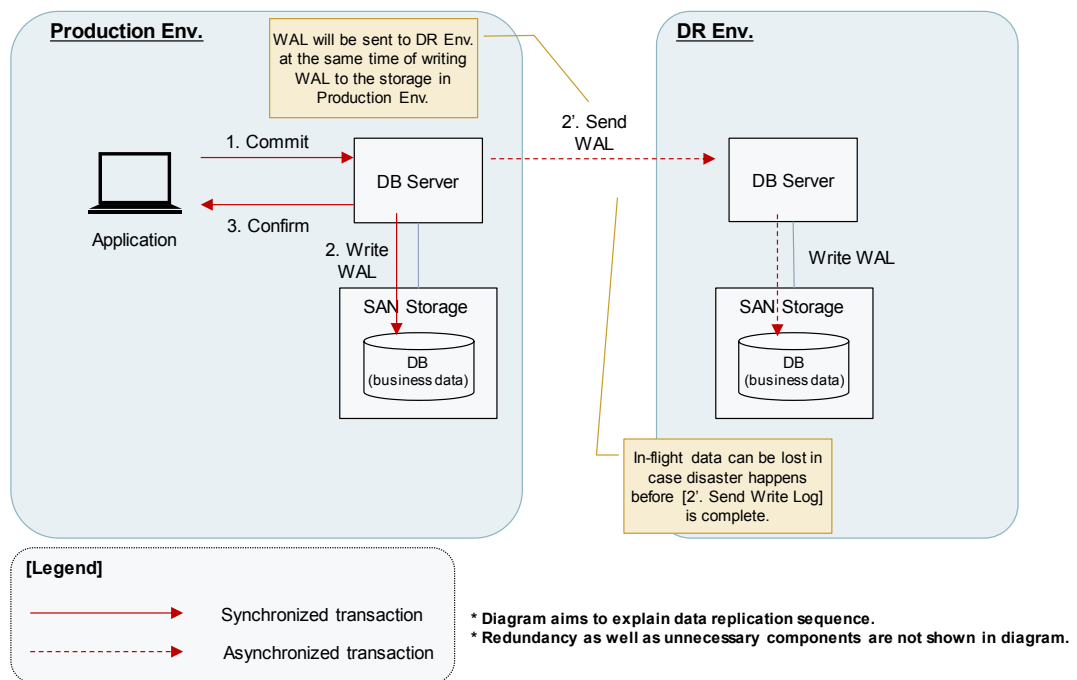 Production Env.
WAL will be sent to DR Env.
at the same time of writing
WAL to the storage in
Production Env.
DR Env.
1. Commit
2'. Send
WAL
DB Server
DB Server
3. Confirm
Application
2. Write
WAL
Write WAL
SAN Storage
SAN Storage
DB
(business data)
DB
(business data)
In-flight data can be lost in
case disaster happens
before [2'. Send Write Log]
is complete.
[Legend]
Synchronized transaction
Asynchronized transaction
* Diagram aims to explain data replication sequence.
* Redundancy as well as unnecessary components are not shown in diagram.